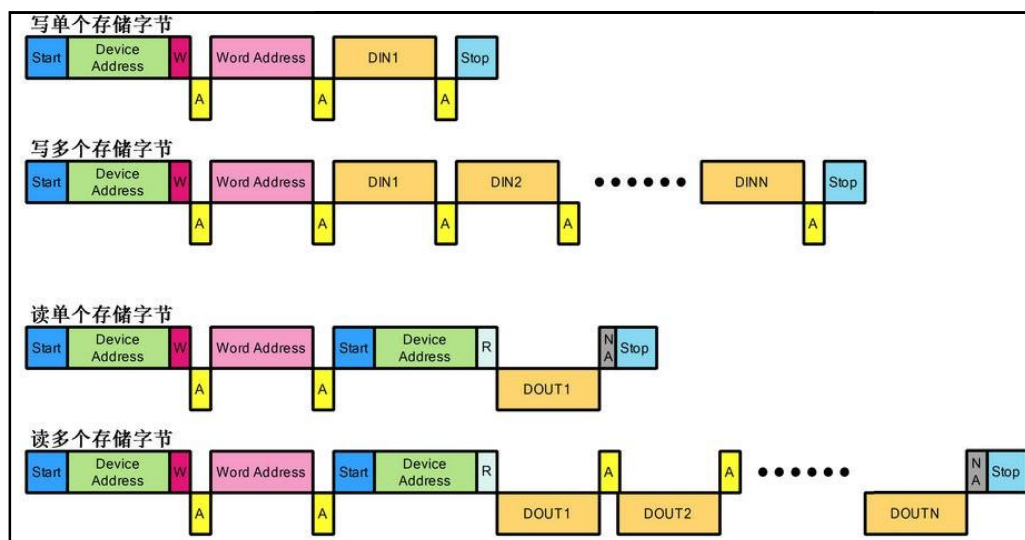 写单个存储字节
Start Device Address W Word Address DIN1 Stop
A A A
写多个存储字节
Start Device Address W Word Address DIN1 DIN2 DINN Stop
A A A A A
读单个存储字节
Start Device Address W Word Address Start Device Address R NA Stop
A A DOUT1
读多个存储字节
Start Device Address W Word Address Start Device Address R A A NA Stop
A A DOUT1 DOUT2 DOUTN